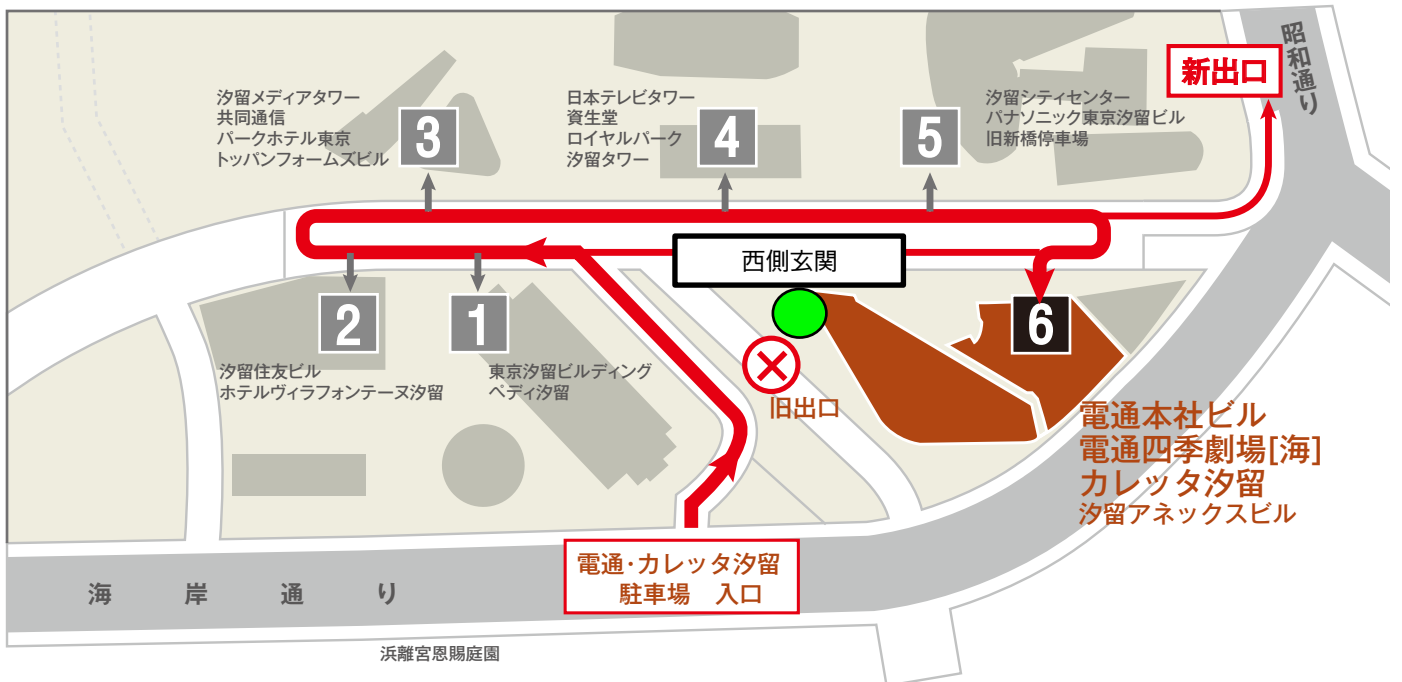 昭和通り
新出口
汐留メディアタワー
共同通信
パークホテル東京
トッパンフォームズビル
3
日本テレビタワー
資生堂
ロイヤルパーク
汐留タワー
4
5
汐留シティセンター
パナソニック東京汐留ビル
旧新橋停車場
西側玄関
2
汐留住友ビル
ホテルヴィラフォンテーヌ汐留
1
東京汐留ビルディング
ペディ汐留
旧出口
6
電通本社ビル
電通四季劇場[海]
カレッタ汐留
汐留アネックスビル
電通・カレッタ汐留
駐車場 入口
海岸通り
浜離宮恩賜庭園